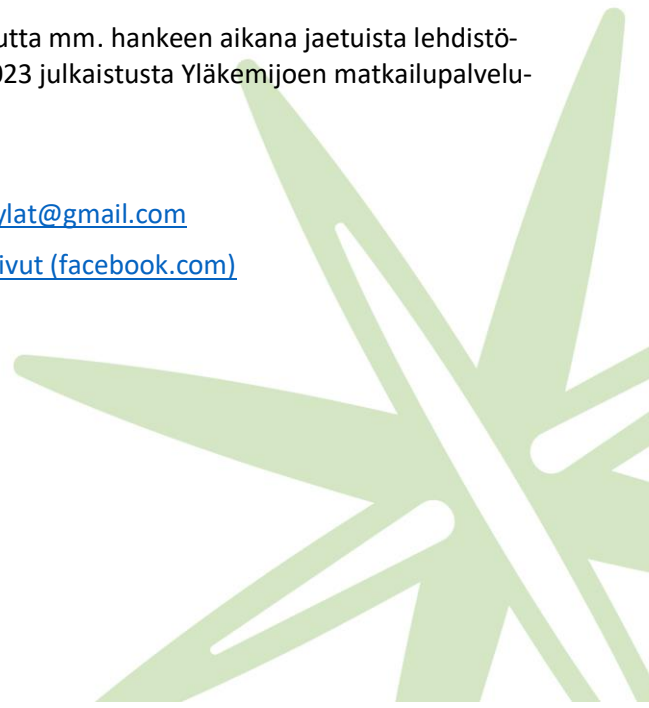 utta mm. hankeen aikana jaetuista lehdistö-
023 julkaistusta Yläkemijoen matkailupalvelu-
ylat@gmail.com
ivut (facebook.com)